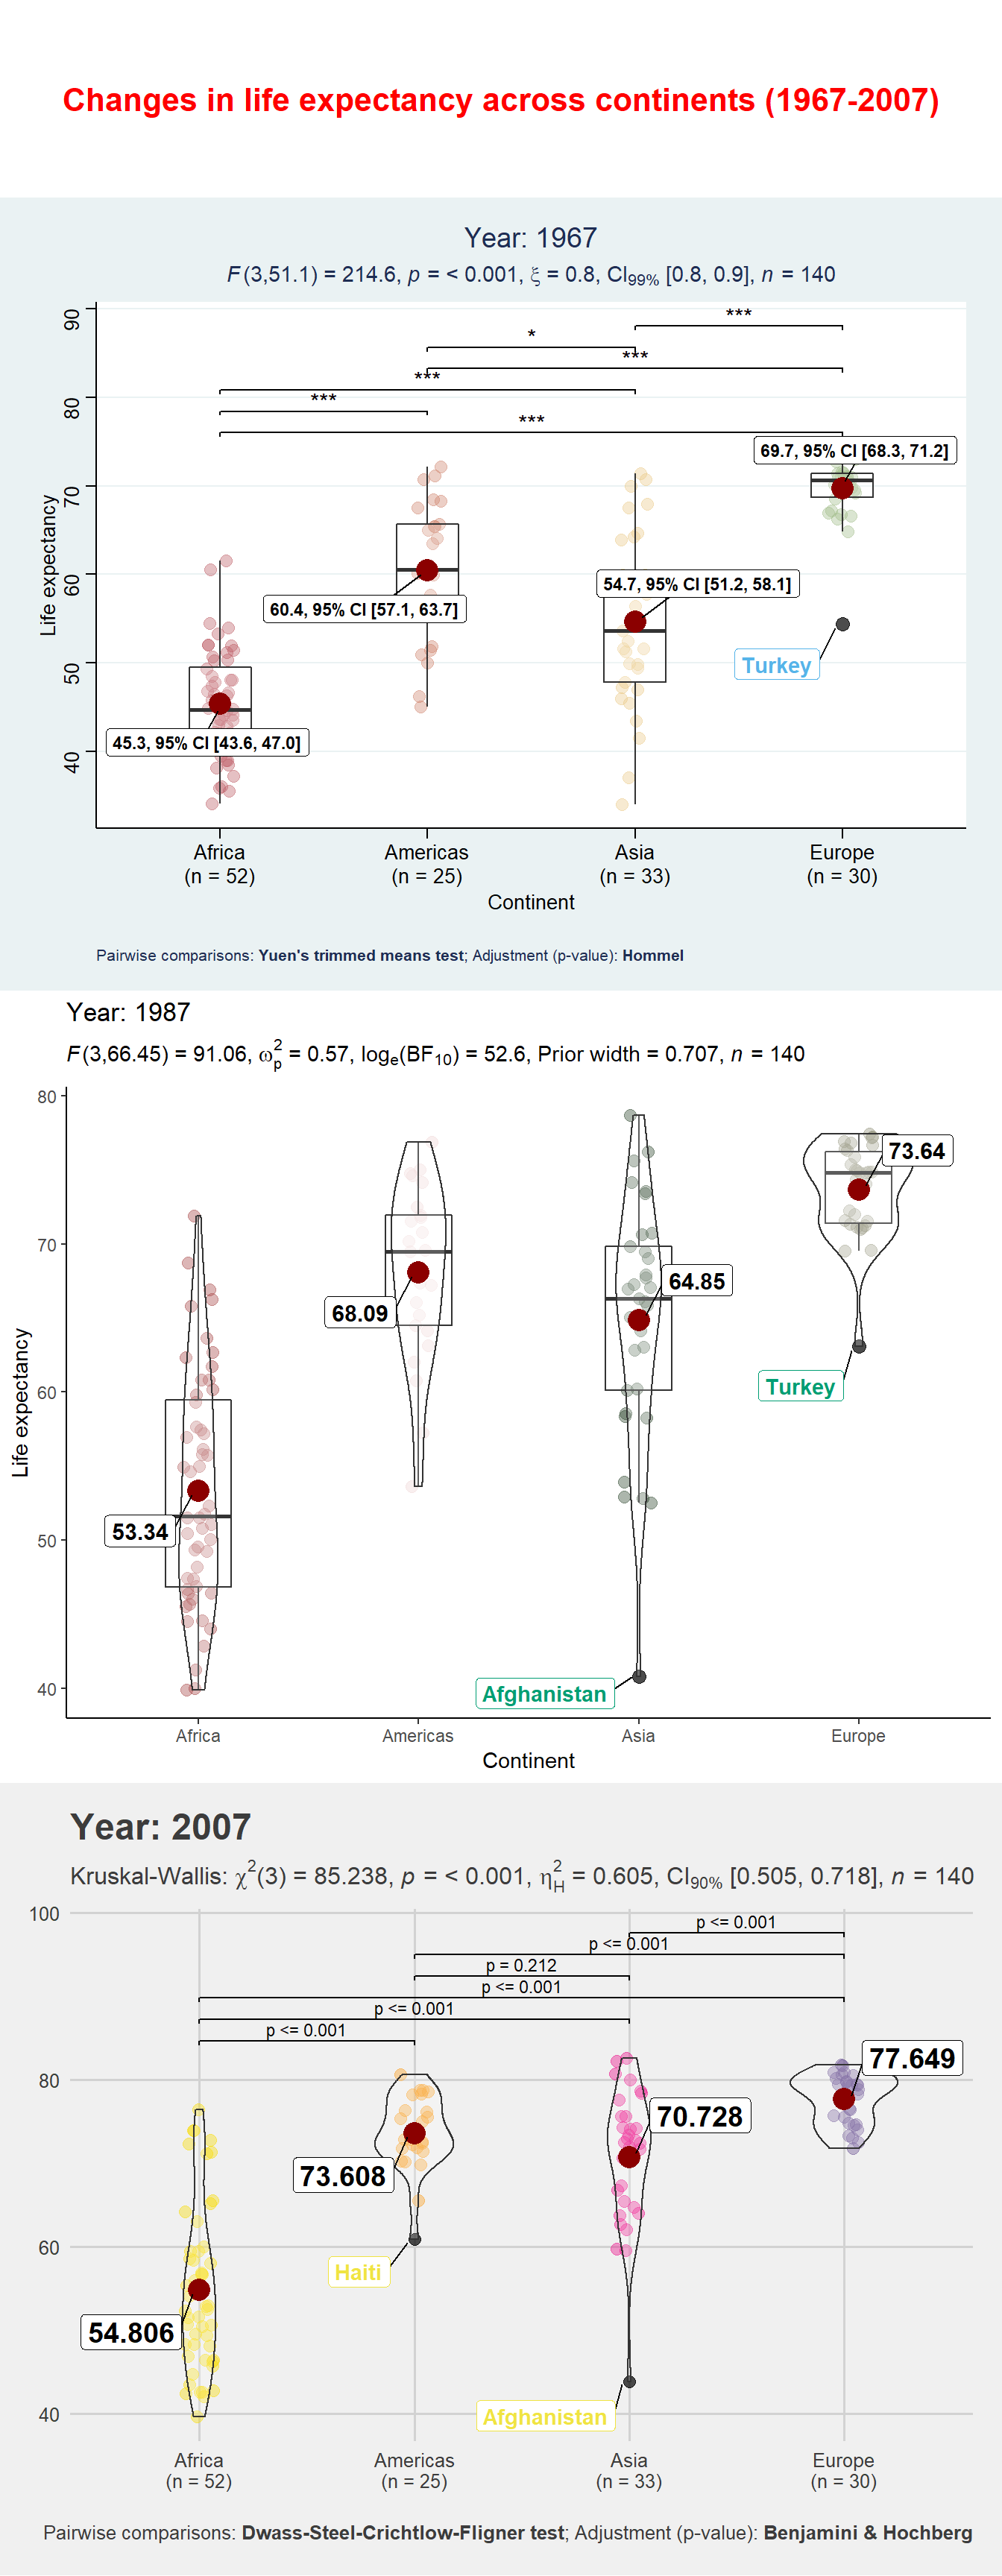 Changes in life expectancy across continents (1967-2007)
Year: 1967
F(3,51.1) = 214.6, p = < 0.001, ξ = 0.8, CI99% [0.8, 0.9], n = 140
Life expectancy
90
80
70
60
50
40
***
*
***
***
***
***
69.7, 95% CI [68.3, 71.2]
54.7, 95% CI [51.2, 58.1]
60.4, 95% CI [57.1, 63.7]
Turkey
45.3, 95% CI [43.6, 47.0]
Africa Americas Asia Europe
(n = 52) (n = 25) (n = 33) (n = 30)
Continent
Pairwise comparisons: Yuen's trimmed means test; Adjustment (p-value): Hommel
Year: 1987
F(3,66.45) = 91.06, ω²p = 0.57, loge(BF10) = 52.6, Prior width = 0.707, n = 140
Life expectancy
80
70
60
50
40
73.64
64.85
68.09
Turkey
53.34
Afghanistan
Africa Americas Asia Europe
Continent
Year: 2007
Kruskal-Wallis: χ²(3) = 85.238, p = < 0.001, η²H = 0.605, CI90% [0.505, 0.718], n = 140
100
80
60
40
p <= 0.001
p <= 0.001
p = 0.212
p <= 0.001
p <= 0.001
p <= 0.001
77.649
70.728
73.608
Haiti
54.806
Afghanistan
Africa Americas Asia Europe
(n = 52) (n = 25) (n = 33) (n = 30)
Pairwise comparisons: Dwass-Steel-Crichtlow-Fligner test; Adjustment (p-value): Benjamini & Hochberg